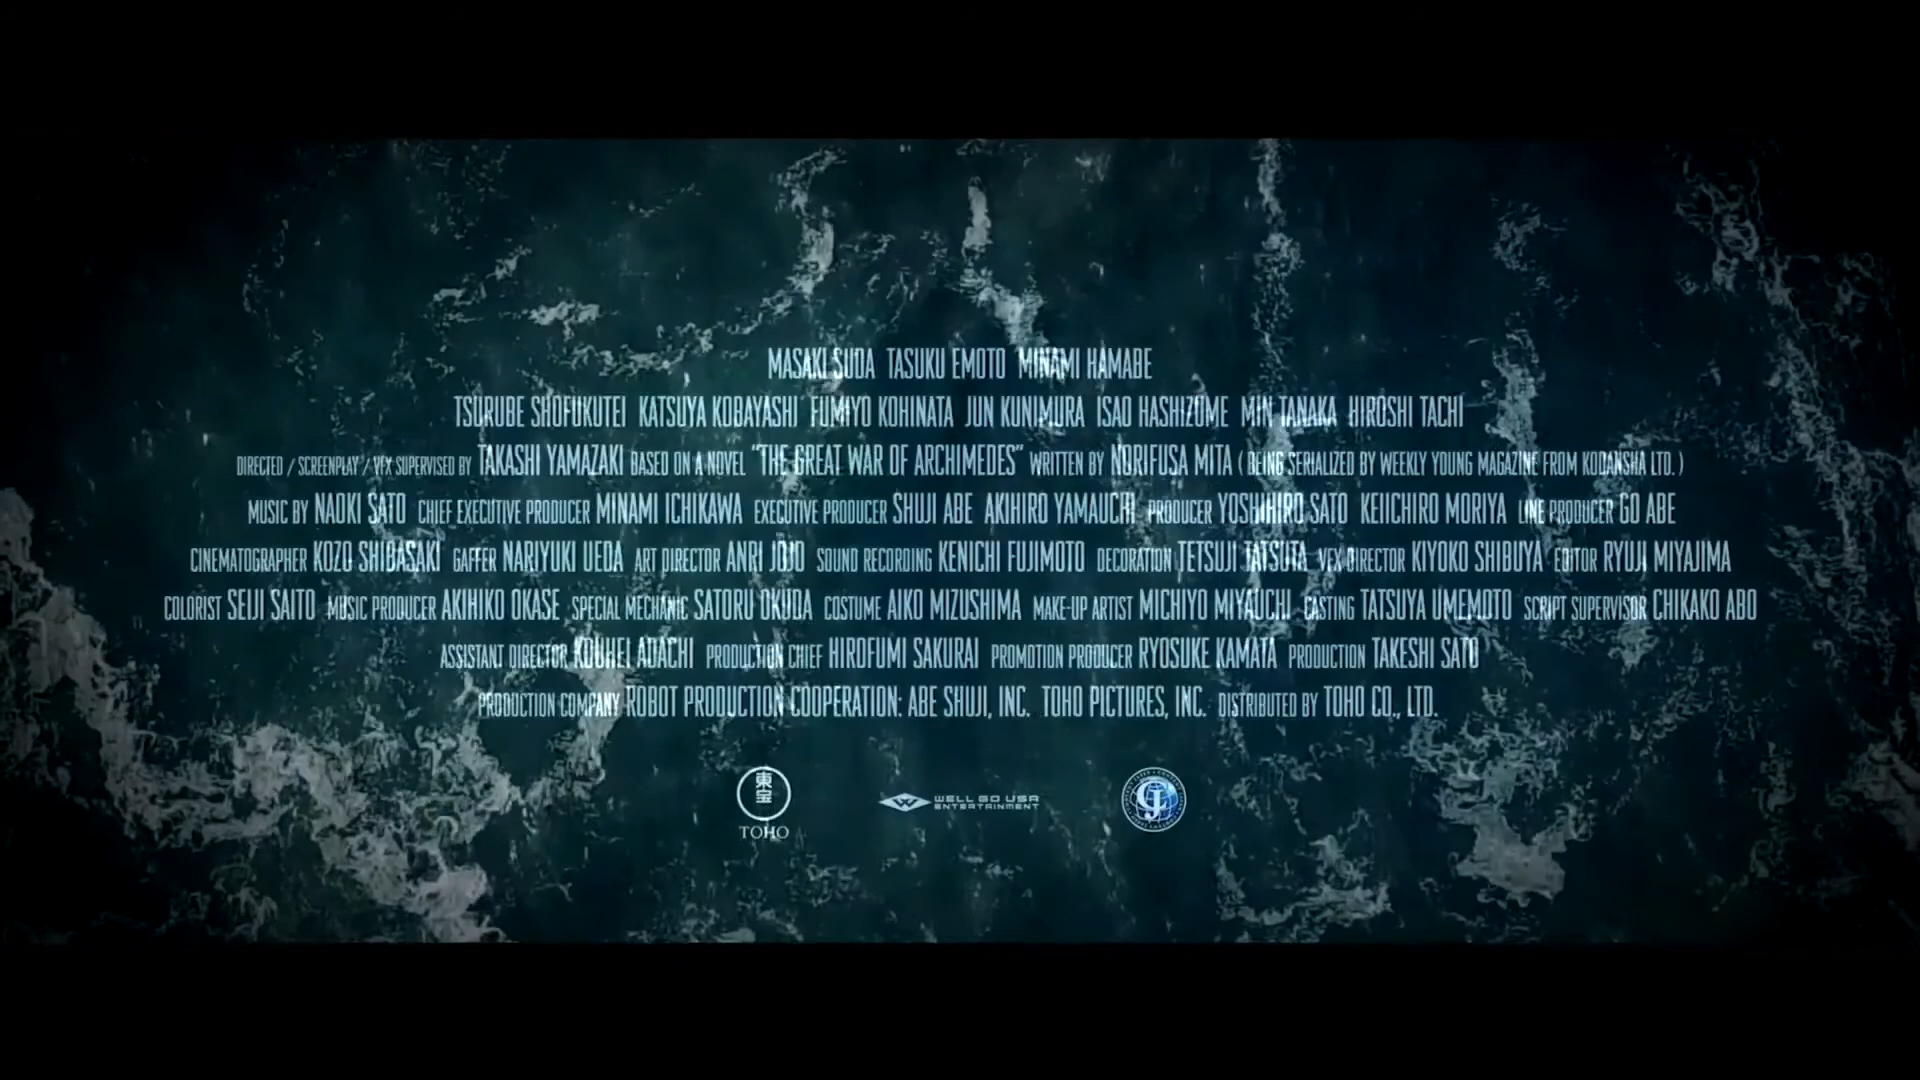 MASAKI SUDA TASUKU EMOTO MINAMI HAMABE
TSURUBE SHOFUKUTEI KATSUYA KOBAYASHI FUMIYO KOHINATA JUN KUNIMURA ISAO HASHIZUME MIN TANAKA HIROSHI TACHI
DIRECTED / SCREENPLAY / VFX SUPERVISED BY TAKASHI YAMAZAKI BASED ON A NOVEL "THE GREAT WAR OF ARCHIMEDES" WRITTEN BY NORIFUSA MITA ( BEING SERIALIZED BY WEEKLY YOUNG MAGAZINE FROM KODANSHA LTD. )
MUSIC BY NAOKI SATO CHIEF EXECUTIVE PRODUCER MINAMI ICHIKAWA EXECUTIVE PRODUCER SHUJI ABE AKIHIRO YAMAUCHI PRODUCER YOSHIHIRO SATO KEIICHIRO MORIYA LINE PRODUCER GO ABE
CINEMATOGRAPHER KOZO SHIBASAKI GAFFER NARIYUKI UEDA ART DIRECTOR ANRI JOJO SOUND RECORDING KENICHI FUJIMOTO DECORATION TETSUJI TATSUTA VFX DIRECTOR KIYOKO SHIBUYA EDITOR RYUJI MIYAJIMA
COLORIST SEIJI SAITO MUSIC PRODUCER AKIHIKO OKASE SPECIAL MECHANIC SATORU OKUDA COSTUME AIKO MIZUSHIMA MAKE-UP ARTIST MICHIYO MIYAUCHI CASTING TATSUYA UMEMOTO SCRIPT SUPERVISOR CHIKAKO ABO
ASSISTANT DIRECTOR KOUHEI ADACHI PRODUCTION CHIEF HIROFUMI SAKURAI PROMOTION PRODUCER RYOSUKE KAMATA PRODUCTION TAKESHI SATO
PRODUCTION COMPANY ROBOT PRODUCTION COOPERATION: ABE SHUJI, INC. TOHO PICTURES, INC. DISTRIBUTED BY TOHO CO., LTD.
東宝
TOHO
WELL GO USA
ENTERTAINMENT